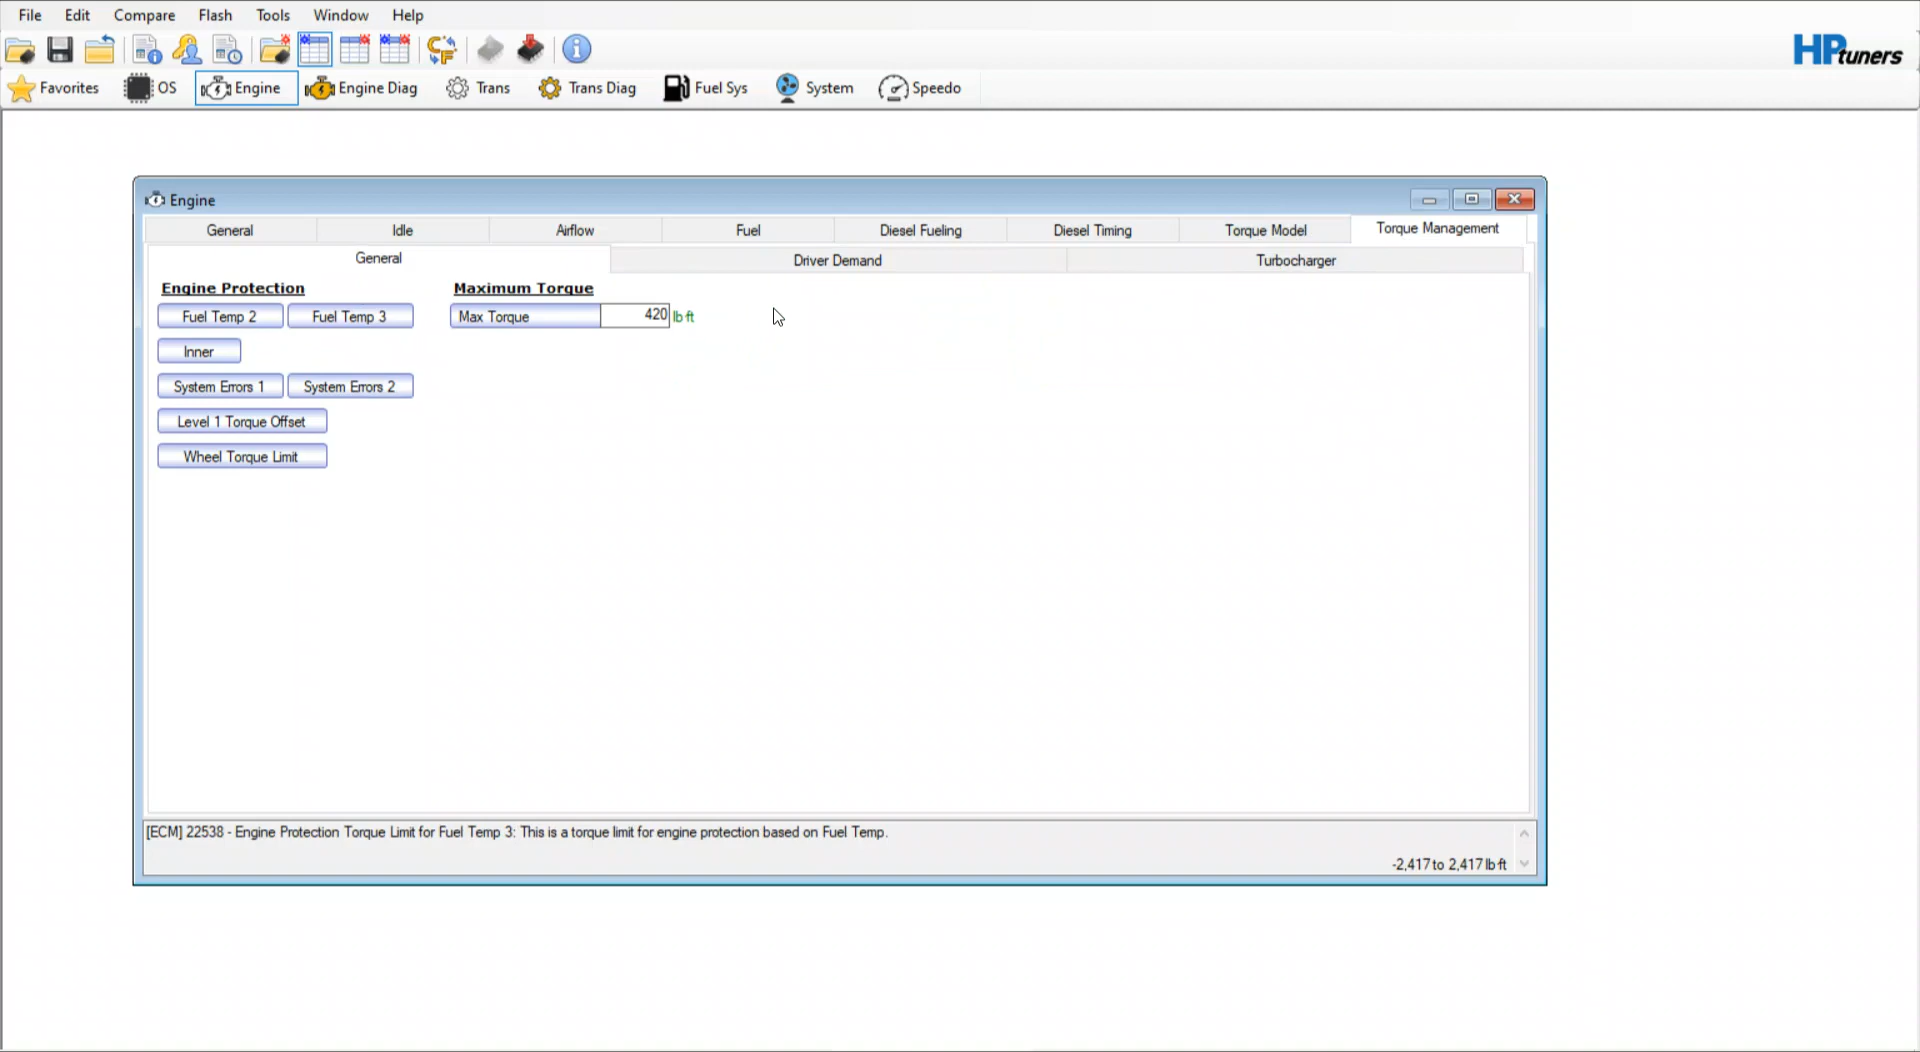 File Edit Compare Flash Tools Window Help
HPtuners
Favorites OS Engine Engine Diag Trans Trans Diag Fuel Sys System Speedo
Engine
General Idle Airflow Fuel Diesel Fueling Diesel Timing Torque Model Torque Management
General Driver Demand Turbocharger
Engine Protection Maximum Torque
Fuel Temp 2 Fuel Temp 3 Max Torque 420 lb·ft
Inner
System Errors 1 System Errors 2
Level 1 Torque Offset
Wheel Torque Limit
[ECM] 22538 - Engine Protection Torque Limit for Fuel Temp 3: This is a torque limit for engine protection based on Fuel Temp.
-2,417 to 2,417 lb·ft